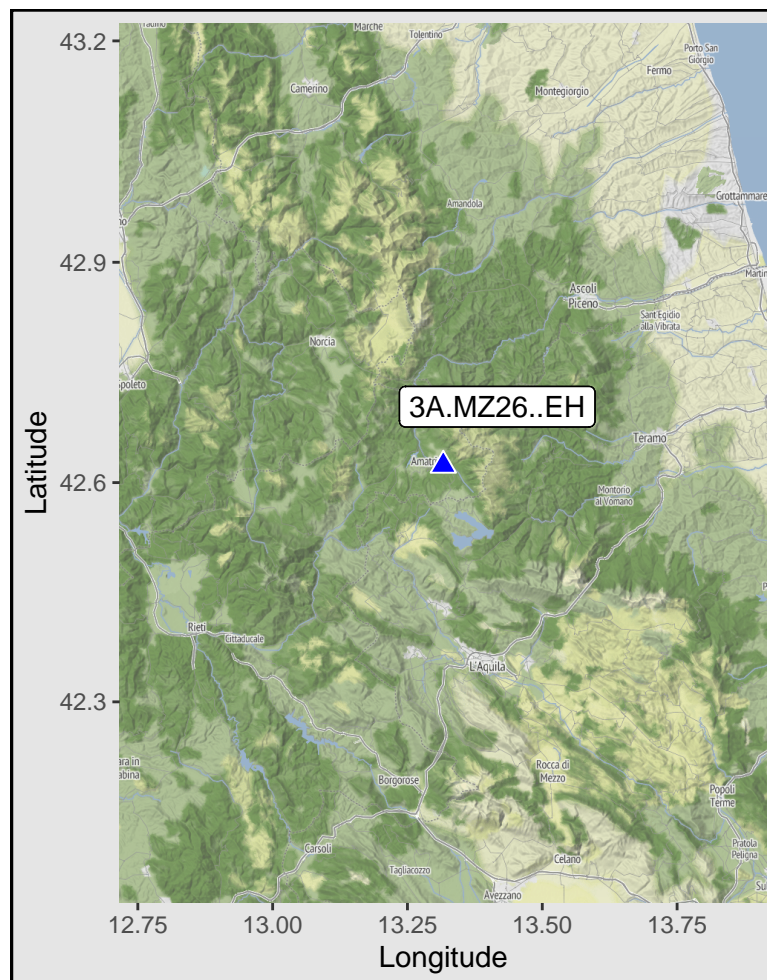 Marche
Tolentino
43.2
Porto San
Giorgio
Fermo
Camerino
Montegiorgio
Amandola
Grottammare
42.9
Ascoli
Piceno
Sant'Egidio
alla Vibrata
Norcia
3A.MZ26..EH
Teramo
42.6
Montorio
al Vomano
Rieti
Cittaducale
L'Aquila
42.3
Rocca di
Mezzo
Borgorose
Popoli
Terme
Carsoli
Pratola
Peligna
Celano
Tagliacozzo
Avezzano
12.75
13.00
13.25
13.50
13.75
Longitude
Latitude